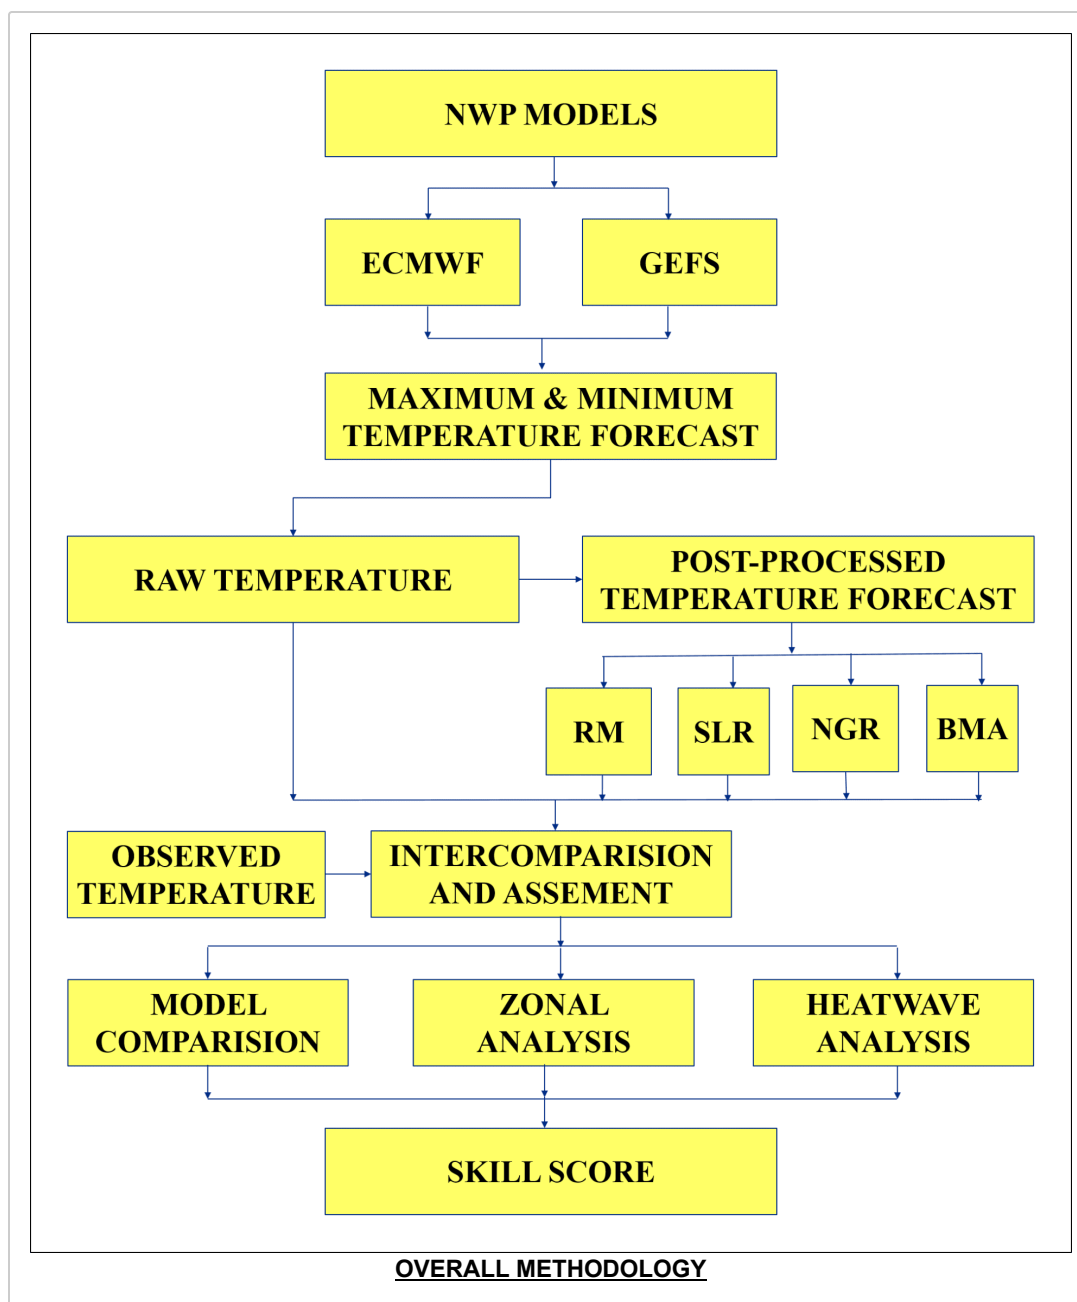 NWP MODELS
ECMWF
GEFS
MAXIMUM & MINIMUM
TEMPERATURE FORECAST
RAW TEMPERATURE
POST-PROCESSED
TEMPERATURE FORECAST
RM
SLR
NGR
BMA
OBSERVED
TEMPERATURE
INTERCOMPARISION
AND ASSEMENT
MODEL
COMPARISION
ZONAL
ANALYSIS
HEATWAVE
ANALYSIS
SKILL SCORE
OVERALL METHODOLOGY